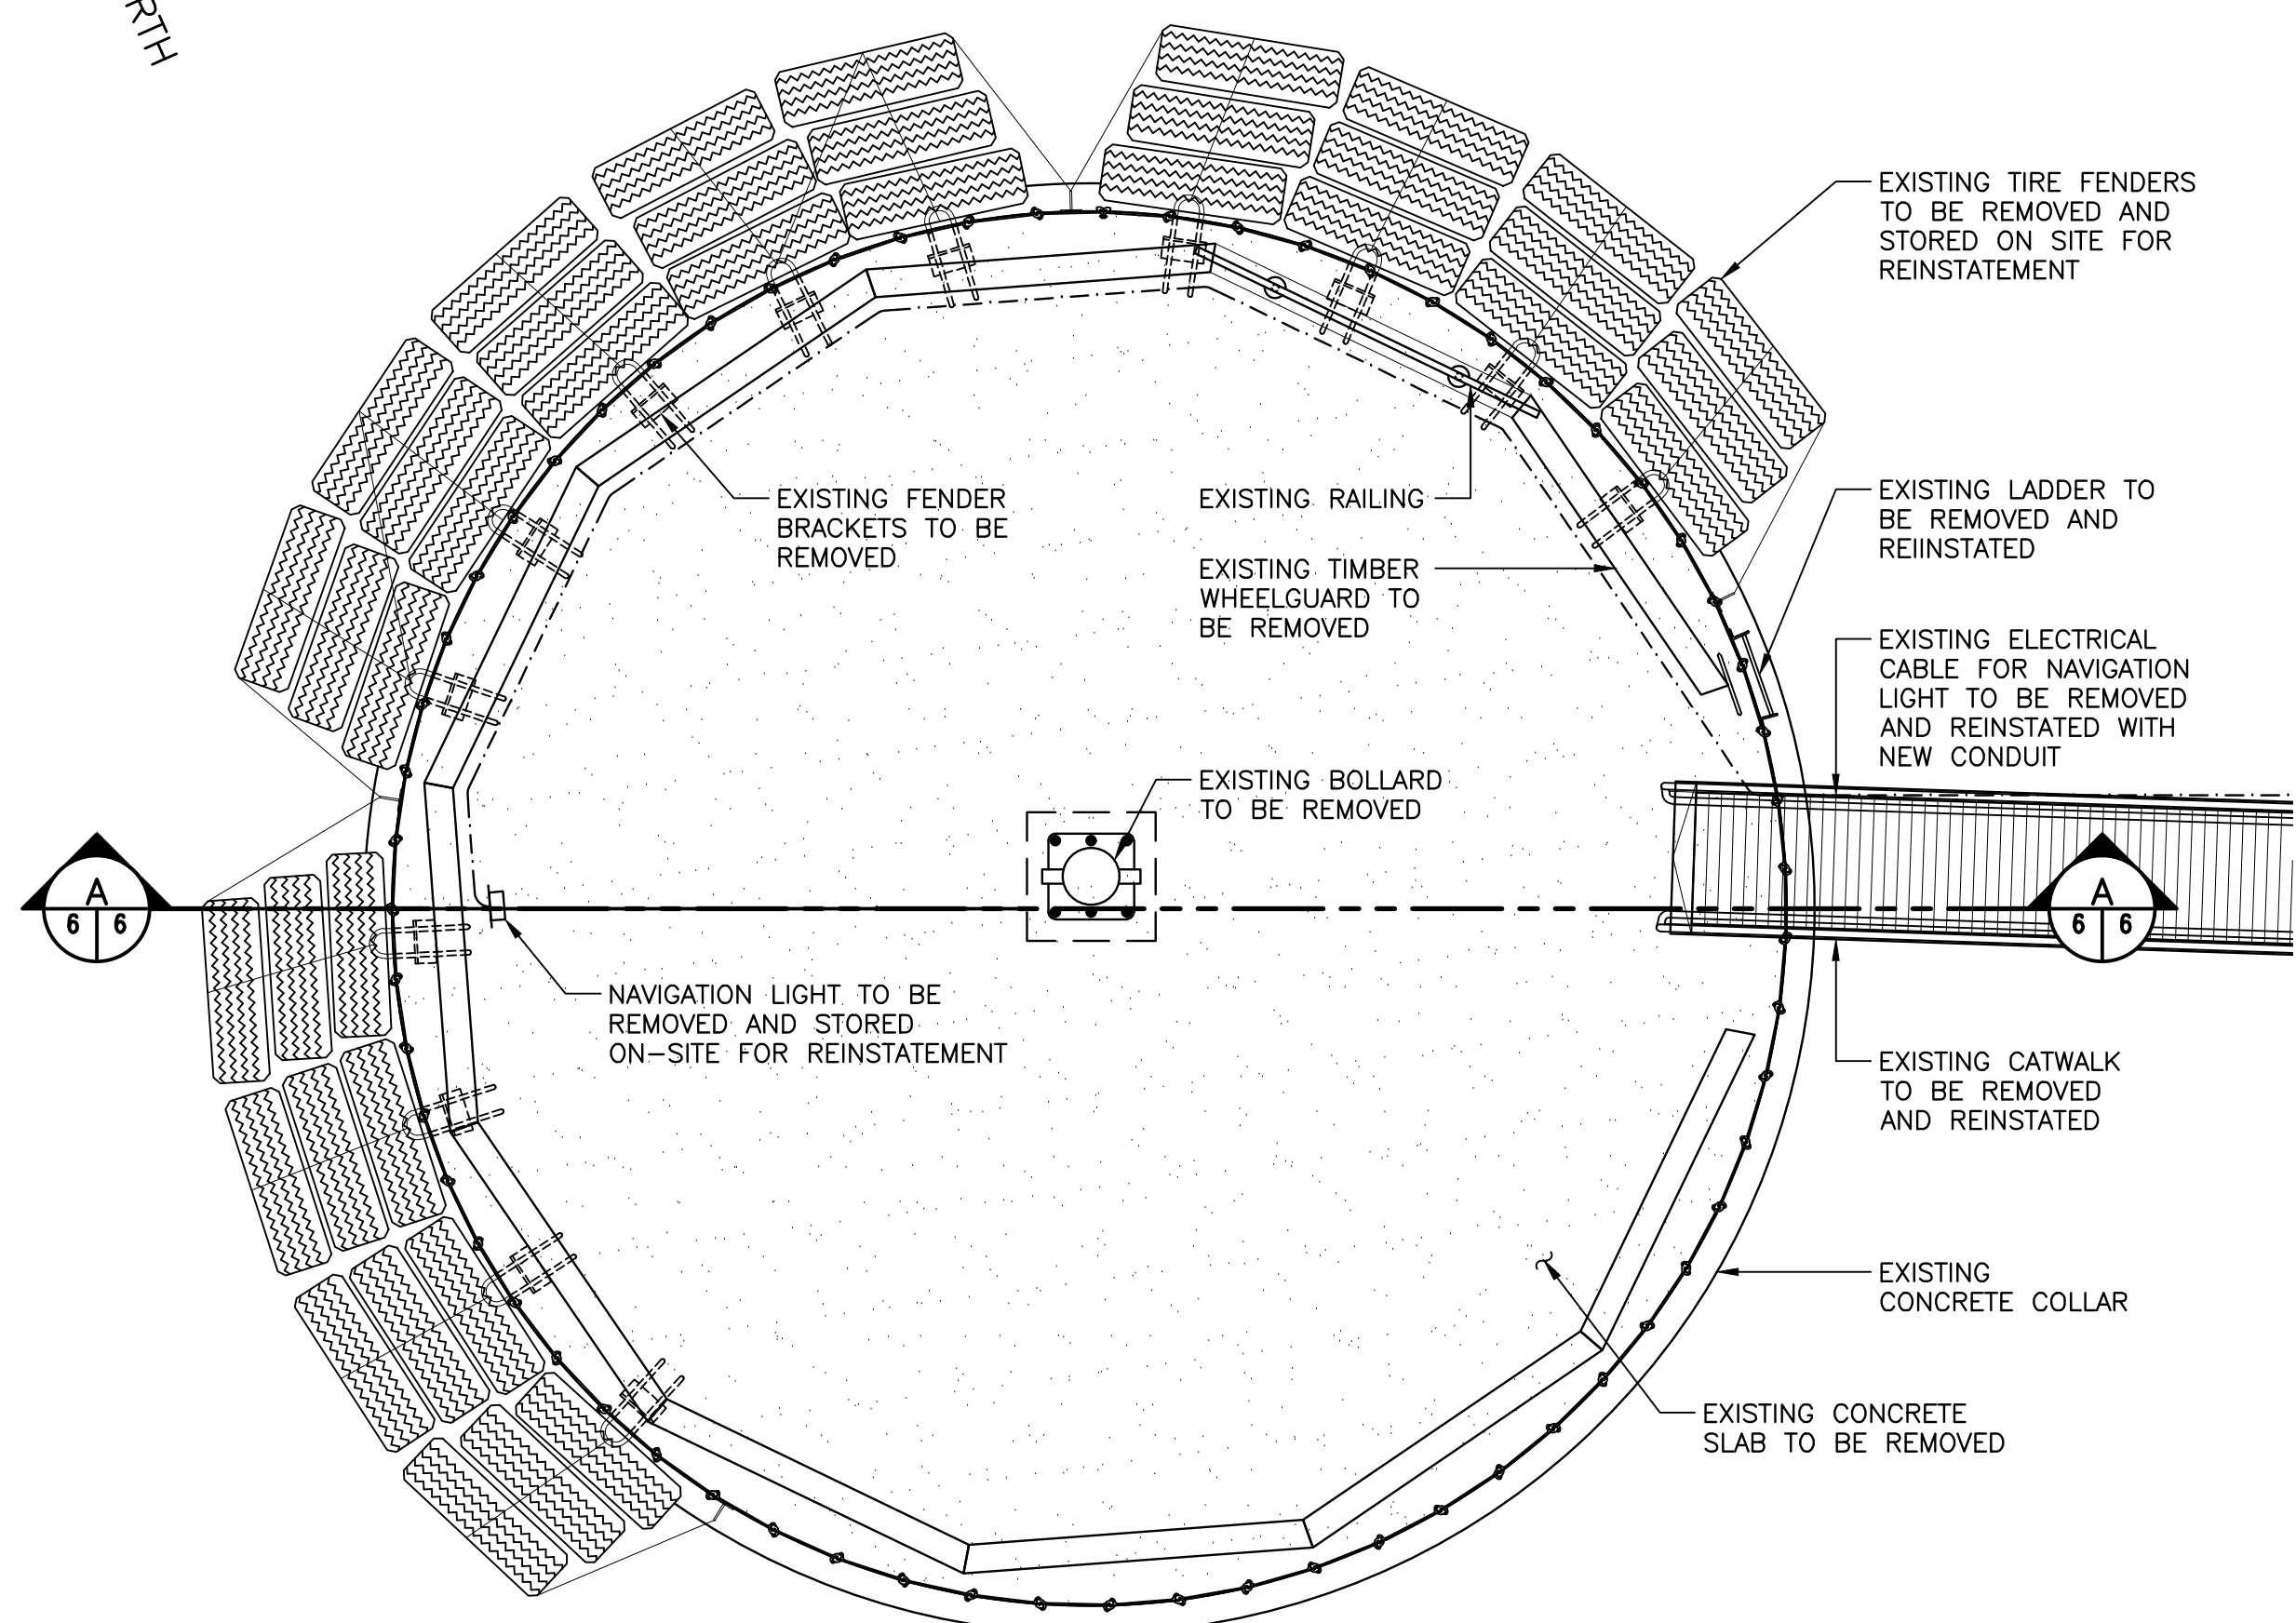 RTH
EXISTING TIRE FENDERS
TO BE REMOVED AND
STORED ON SITE FOR
REINSTATEMENT
EXISTING FENDER
BRACKETS TO BE
REMOVED
EXISTING RAILING
EXISTING TIMBER
WHEELGUARD TO
BE REMOVED
EXISTING LADDER TO
BE REMOVED AND
REIINSTATED
EXISTING ELECTRICAL
CABLE FOR NAVIGATION
LIGHT TO BE REMOVED
AND REINSTATED WITH
NEW CONDUIT
EXISTING BOLLARD
TO BE REMOVED
A
6 6
A
6 6
NAVIGATION LIGHT TO BE
REMOVED AND STORED
ON-SITE FOR REINSTATEMENT
EXISTING CATWALK
TO BE REMOVED
AND REINSTATED
EXISTING
CONCRETE COLLAR
EXISTING CONCRETE
SLAB TO BE REMOVED